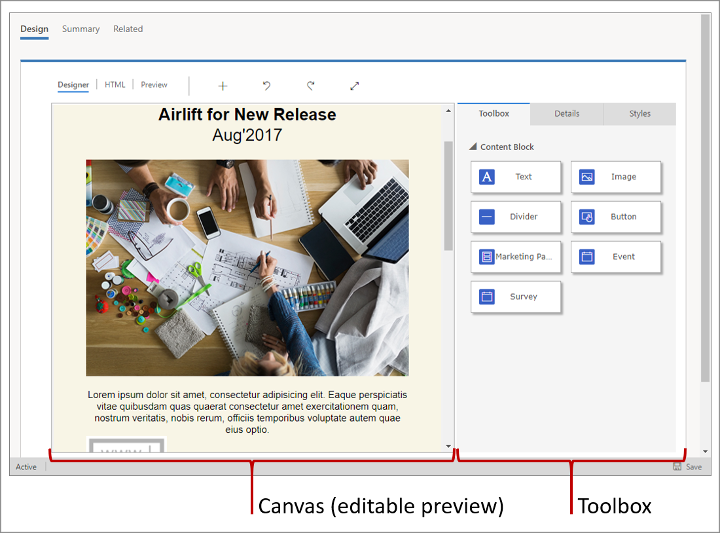 Design Summary Related
Designer HTML Preview
Airlift for New Release
Aug'2017
Lorem ipsum dolor sit amet, consectetur adipisicing elit. Eaque perspiciatis
vitae quibusdam quas quaerat consectetur amet exercitationem quam,
nostrum veritatis, nobis rerum, officiis temporibus voluptate autem quae
eius optio.
WWW
Toolbox Details Styles
Content Block
A Text Image
Divider Button
Marketing Pa... Event
Survey
Active Save
Canvas (editable preview) Toolbox